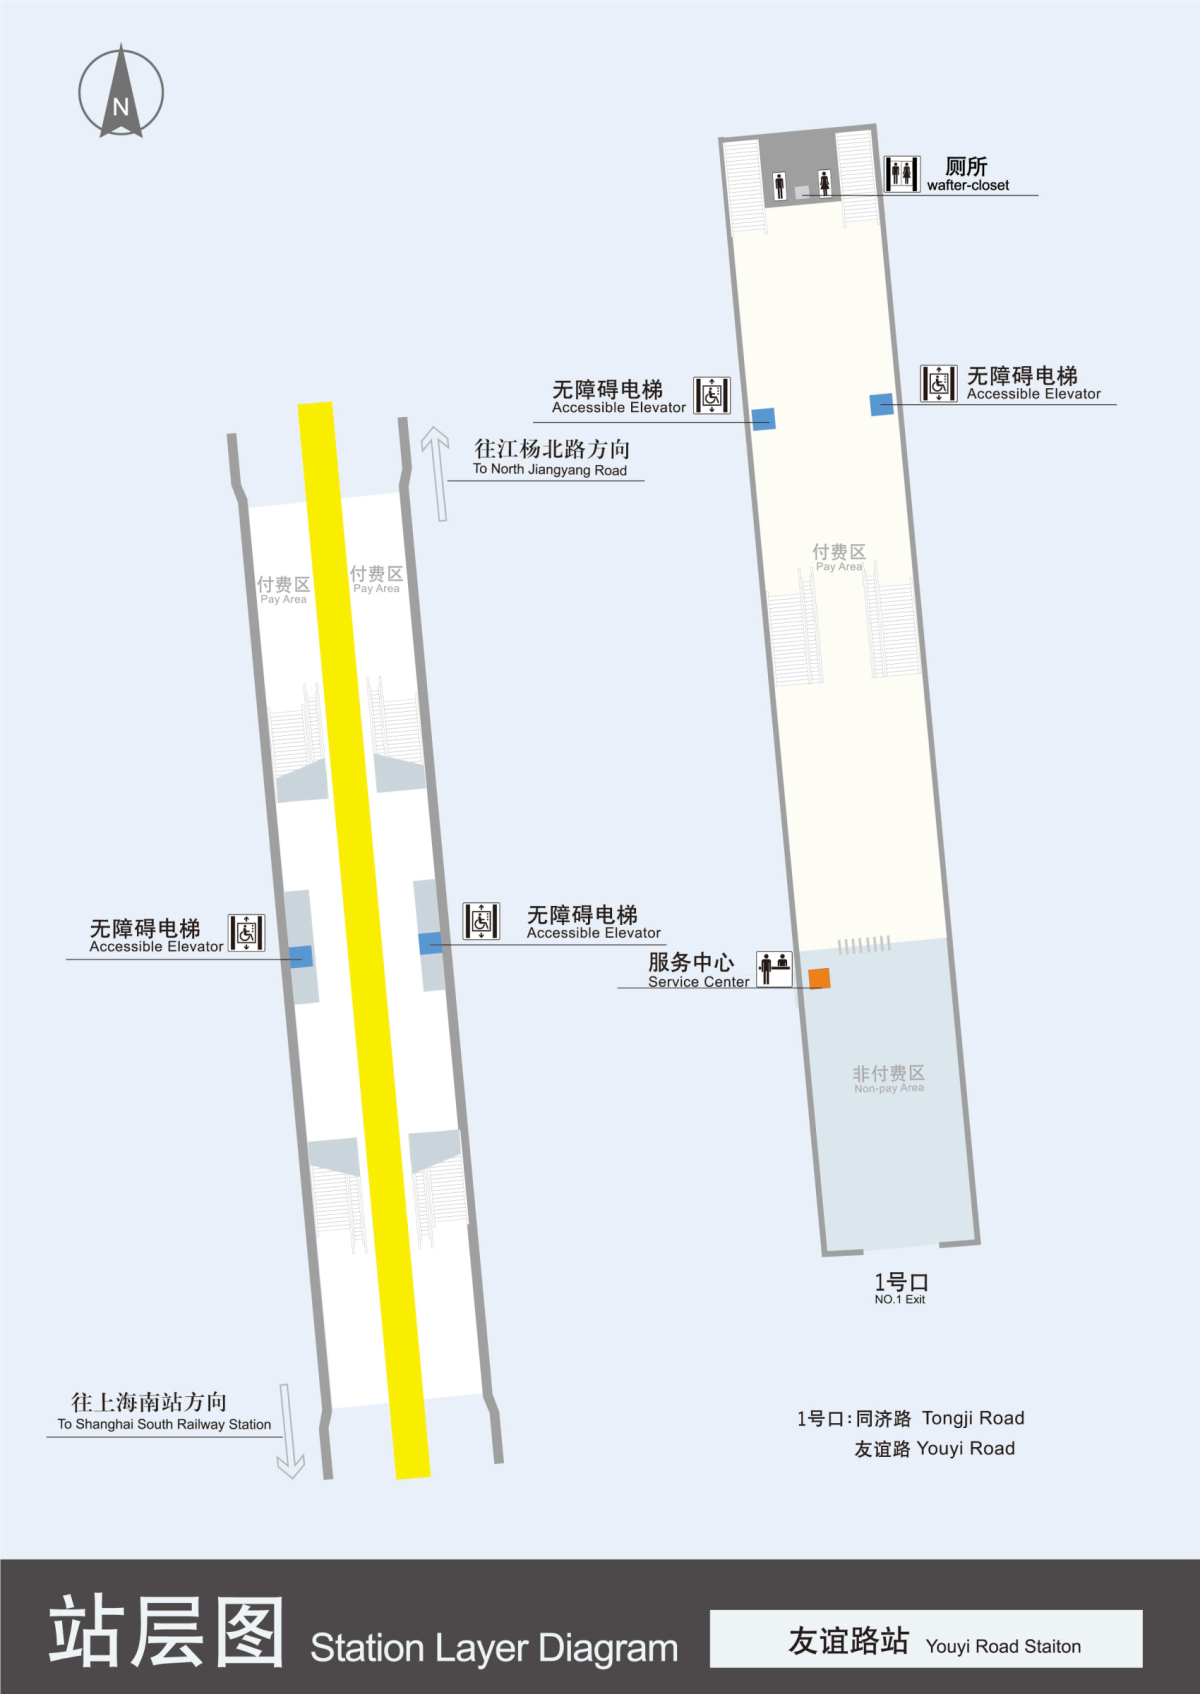 N
厕所
wafter-closet
无障碍电梯
Accessible Elevator
无障碍电梯
Accessible Elevator
往江杨北路方向
To North Jiangyang Road
付费区
Pay Area
付费区
Pay Area
付费区
Pay Area
无障碍电梯
Accessible Elevator
无障碍电梯
Accessible Elevator
服务中心
Service Center
非付费区
Non-pay Area
1号口
NO.1 Exit
往上海南站方向
To Shanghai South Railway Station
1号口:同济路 Tongji Road
友谊路 Youyi Road
站层图 Station Layer Diagram
友谊路站 Youyi Road Staiton